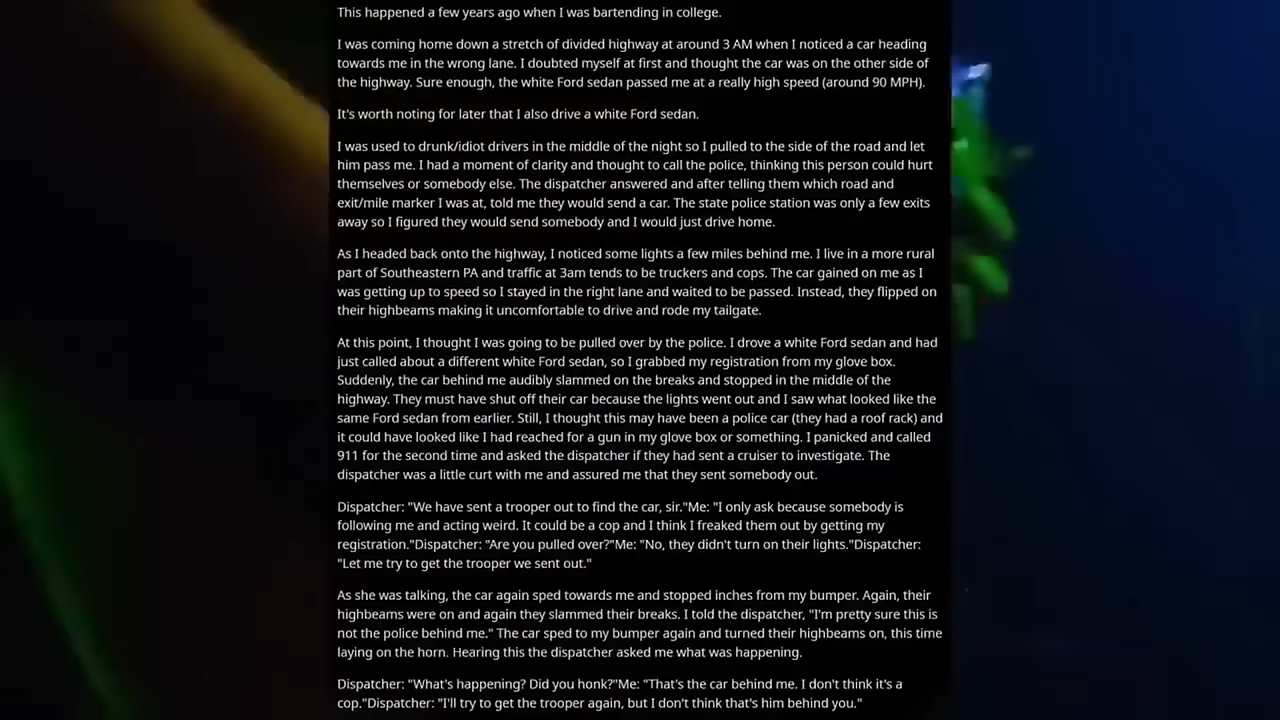 This happened a few years ago when I was bartending in college.
I was coming home down a stretch of divided highway at around 3 AM when I noticed a car heading
towards me in the wrong lane. I doubted myself at first and thought the car was on the other side of
the highway. Sure enough, the white Ford sedan passed me at a really high speed (around 90 MPH).
It's worth noting for later that I also drive a white Ford sedan.
I was used to drunk/idiot drivers in the middle of the night so I pulled to the side of the road and let
him pass me. I had a moment of clarity and thought to call the police, thinking this person could hurt
themselves or somebody else. The dispatcher answered and after telling them which road and
exit/mile marker I was at, told me they would send a car. The state police station was only a few exits
away so I figured they would send somebody and I would just drive home.
As I headed back onto the highway, I noticed some lights a few miles behind me. I live in a more rural
part of Southeastern PA and traffic at 3am tends to be truckers and cops. The car gained on me as I
was getting up to speed so I stayed in the right lane and waited to be passed. Instead, they flipped on
their highbeams making it uncomfortable to drive and rode my tailgate.
At this point, I thought I was going to be pulled over by the police. I drove a white Ford sedan and had
just called about a different white Ford sedan, so I grabbed my registration from my glove box.
Suddenly, the car behind me audibly slammed on the breaks and stopped in the middle of the
highway. They must have shut off their car because the lights went out and I saw what looked like the
same Ford sedan from earlier. Still, I thought this may have been a police car (they had a roof rack) and
it could have looked like I had reached for a gun in my glove box or something. I panicked and called
911 for the second time and asked the dispatcher if they had sent a cruiser to investigate. The
dispatcher was a little curt with me and assured me that they sent somebody out.
Dispatcher: "We have sent a trooper out to find the car, sir."Me: "I only ask because somebody is
following me and acting weird. It could be a cop and I think I freaked them out by getting my
registration."Dispatcher: "Are you pulled over?"Me: "No, they didn't turn on their lights."Dispatcher:
"Let me try to get the trooper we sent out."
As she was talking, the car again sped towards me and stopped inches from my bumper. Again, their
highbeams were on and again they slammed their breaks. I told the dispatcher, "I'm pretty sure this is
not the police behind me." The car sped to my bumper again and turned their highbeams on, this time
laying on the horn. Hearing this the dispatcher asked me what was happening.
Dispatcher: "What's happening? Did you honk?"Me: "That's the car behind me. I don't think it's a
cop."Dispatcher: "I'll try to get the trooper again, but I don't think that's him behind you."